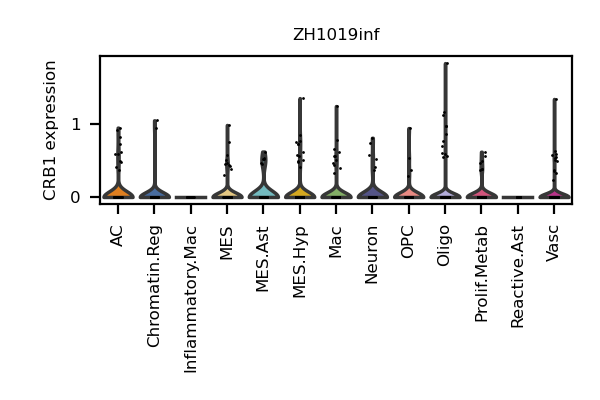 ZH1019inf
CRB1 expression
1
0
AC
Chromatin.Reg
Inflammatory.Mac
MES
MES.Ast
MES.Hyp
Mac
Neuron
OPC
Oligo
Prolif.Metab
Reactive.Ast
Vasc